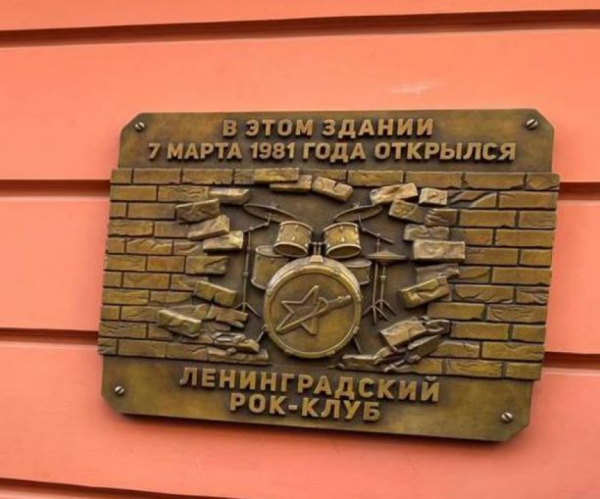 В ЭТОМ ЗДАНИИ
7 МАРТА 1981 ГОДА ОТКРЫЛСЯ
ЛЕНИНГРАДСКИЙ
РОК-КЛУБ